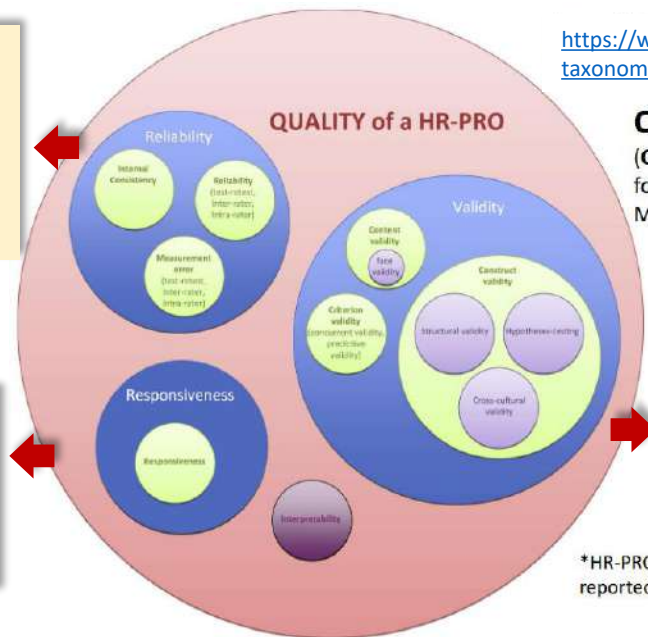 https://w
taxonom
QUALITY of a HR-PRO
C
(C
fo
M
Reliability
Internal
Consistency
Reliability
(test-retest,
inter-rater,
intra-rater)
Measurement
error
(test-retest,
inter-rater,
intra-rater)
Validity
Content
validity
face
validity
Criterion
validity
(concurrent validity,
predictive
validity)
Construct
validity
Structural validity
Hypotheses-testing
Cross-cultural
validity
Responsiveness
Responsiveness
Interpretability
*HR-PRO
reported